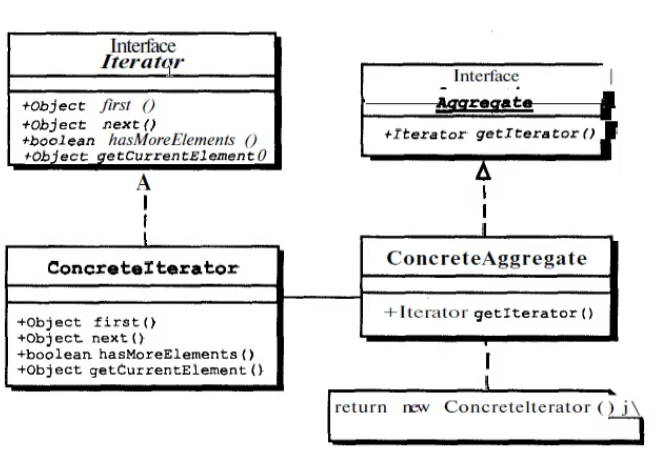 Interface
Iterator
+Object first ()
+Object next()
+boolean hasMoreElements ()
+Object getCurrentElement()
Interface
Aggregate
+Iterator getIterator()
A
ConcreteIterator
+Object first()
+Object next()
+boolean hasMoreElements()
+Object getCurrentElement()
ConcreteAggregate
+Iterator getIterator()
return new ConcreteIterator () j\